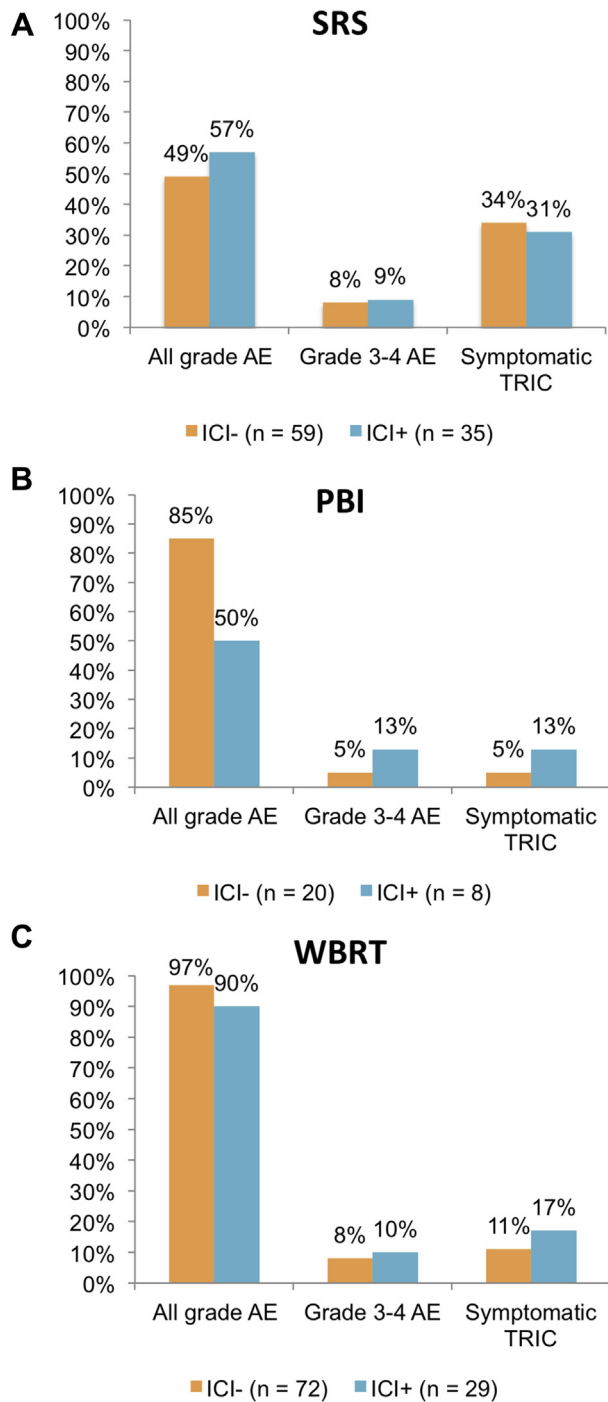 A
SRS
100%
90%
80%
70%
60%
50%
40%
30%
20%
10%
0%
49%
57%
8%
9%
34%
31%
All grade AE
Grade 3-4 AE
Symptomatic
TRIC
ICI- (n = 59)
ICI+ (n = 35)
B
PBI
100%
90%
80%
70%
60%
50%
40%
30%
20%
10%
0%
85%
50%
5%
13%
5%
13%
All grade AE
Grade 3-4 AE
Symptomatic
TRIC
ICI- (n = 20)
ICI+ (n = 8)
C
WBRT
100%
90%
80%
70%
60%
50%
40%
30%
20%
10%
0%
97%
90%
8%
10%
11%
17%
All grade AE
Grade 3-4 AE
Symptomatic
TRIC
ICI- (n = 72)
ICI+ (n = 29)